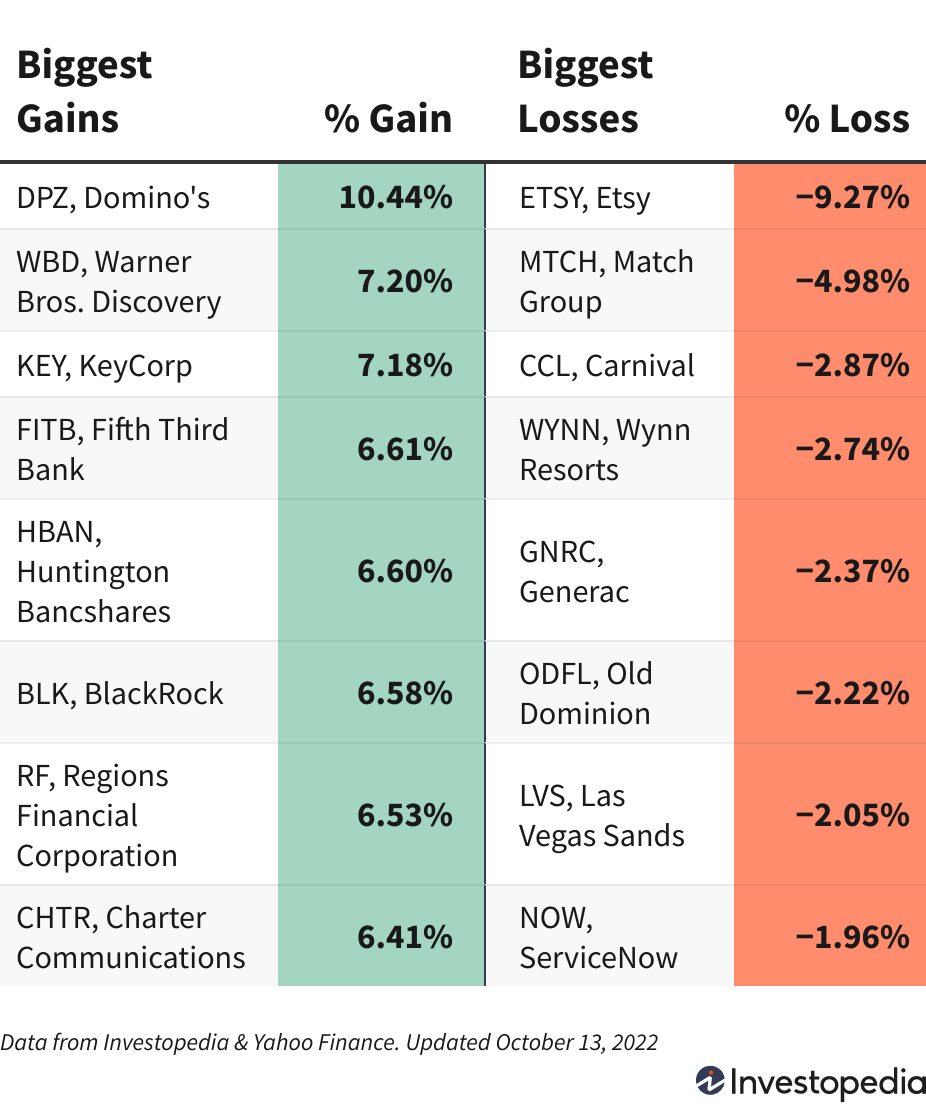 Biggest
Gains
% Gain
Biggest
Losses
% Loss
DPZ, Domino's
10.44%
ETSY, Etsy
−9.27%
WBD, Warner
Bros. Discovery
7.20%
MTCH, Match
Group
−4.98%
KEY, KeyCorp
7.18%
CCL, Carnival
−2.87%
FITB, Fifth Third
Bank
6.61%
WYNN, Wynn
Resorts
−2.74%
HBAN,
Huntington
Bancshares
6.60%
GNRC,
Generac
−2.37%
BLK, BlackRock
6.58%
ODFL, Old
Dominion
−2.22%
RF, Regions
Financial
Corporation
6.53%
LVS, Las
Vegas Sands
−2.05%
CHTR, Charter
Communications
6.41%
NOW,
ServiceNow
−1.96%
Data from Investopedia & Yahoo Finance. Updated October 13, 2022
Investopedia